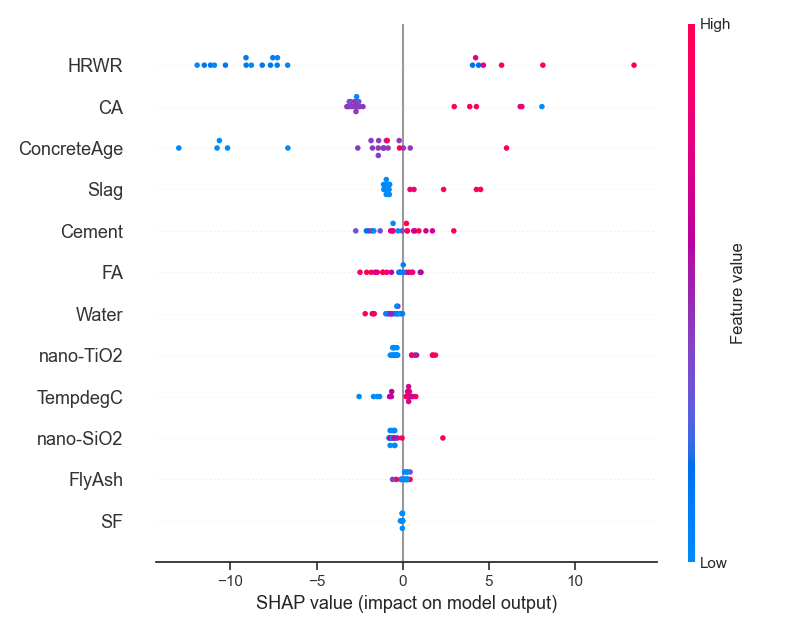 High
HRWR
CA
ConcreteAge
Slag
Cement
FA
Water
nano-TiO2
TempdegC
nano-SiO2
FlyAsh
SF
Feature value
Low
−10 −5 0 5 10
SHAP value (impact on model output)